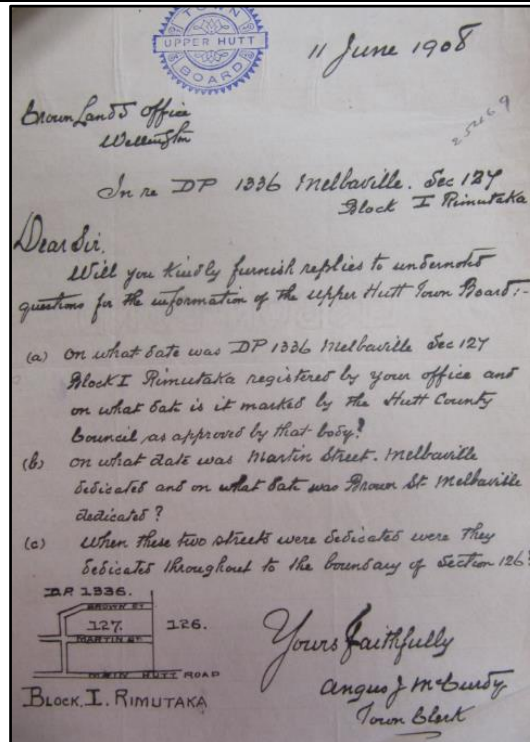 TOWN
UPPER HUTT
BOARD
11 June 1908
25469
Crown Lands Office
Wellington
In re DP 1336 Melbaville. Sec 127
Block I Rimutaka
Dear Sir,
Will you kindly furnish replies to undernoted
questions for the information of the Upper Hutt Town Board:-
(a) On what date was DP 1336 Melbaville Sec 127
Block I Rimutaka registered by your office and
on what date is it marked by the Hutt County
Council as approved by that body?
(b) On what date was Martin Street. Melbaville
dedicated and on what date was Brown St. Melbaville
dedicated?
(c) When these two streets were dedicated were they
dedicated throughout to the boundary of Section 126?
D.P. 1336.
BROWN ST
127. 126.
MARTIN ST.
MAIN HUTT ROAD
BLOCK. I. RIMUTAKA
Yours faithfully
Angus J McCurdy
Town Clerk